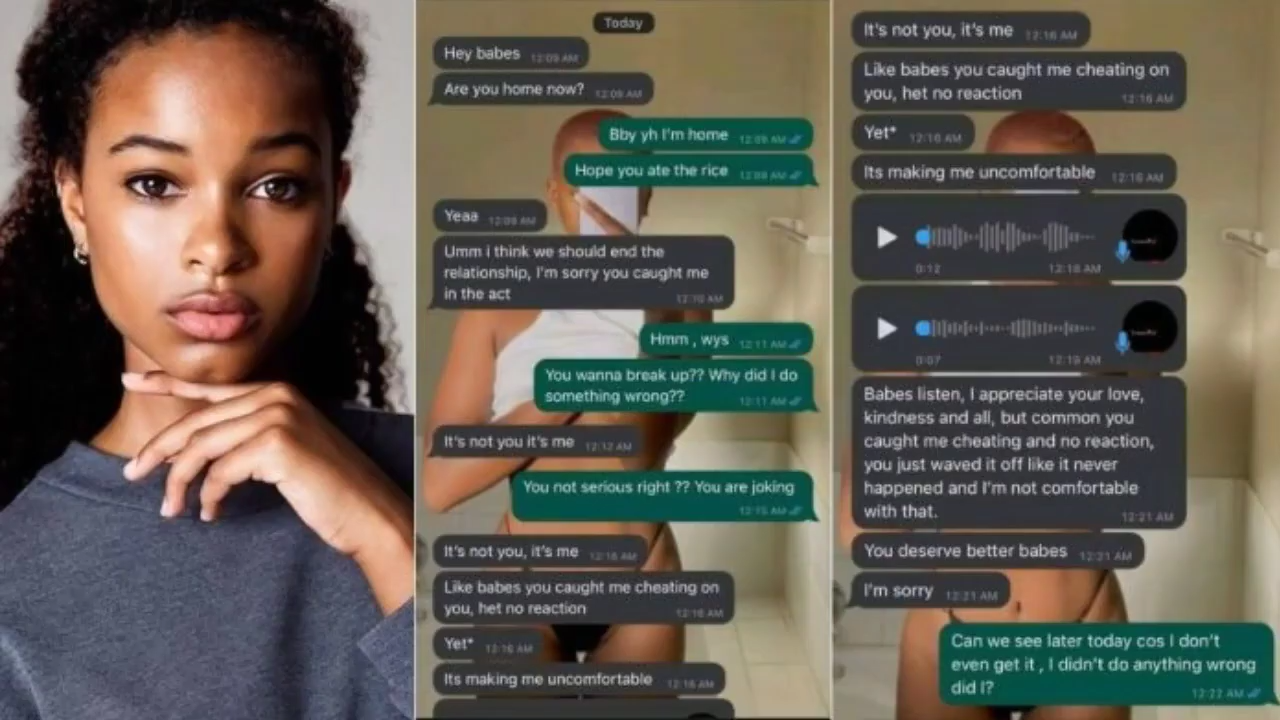 Today
Hey babes 12:09 AM
Are you home now? 12:09 AM
Bby yh I'm home 12:09 AM
Hope you ate the rice 12:09 AM
Yeaa 12:09 AM
Umm i think we should end the
relationship, I'm sorry you caught me
in the act 12:10 AM
Hmm , wys 12:11 AM
You wanna break up?? Why did I do
something wrong?? 12:11 AM
It's not you it's me 12:12 AM
You not serious right ?? You are joking
12:15 AM
It's not you, it's me 12:16 AM
Like babes you caught me cheating on
you, het no reaction 12:16 AM
Yet* 12:16 AM
Its making me uncomfortable 12:16 AM
It's not you, it's me 12:16 AM
Like babes you caught me cheating on
you, het no reaction 12:16 AM
Yet* 12:16 AM
Its making me uncomfortable 12:16 AM
0:12 12:18 AM
0:07 12:19 AM
Babes listen, I appreciate your love,
kindness and all, but common you
caught me cheating and no reaction,
you just waved it off like it never
happened and I'm not comfortable
with that. 12:21 AM
You deserve better babes 12:21 AM
I'm sorry 12:21 AM
Can we see later today cos I don't
even get it , I didn't do anything wrong
did I? 12:22 AM